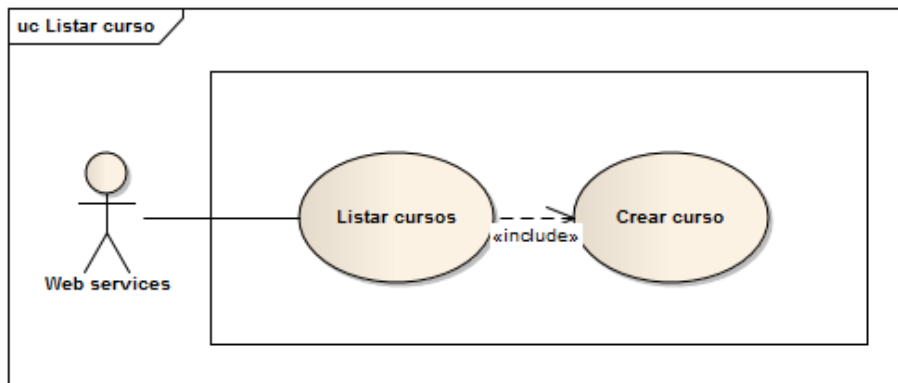 uc Listar curso
Listar cursos
Crear curso
«include»
Web services